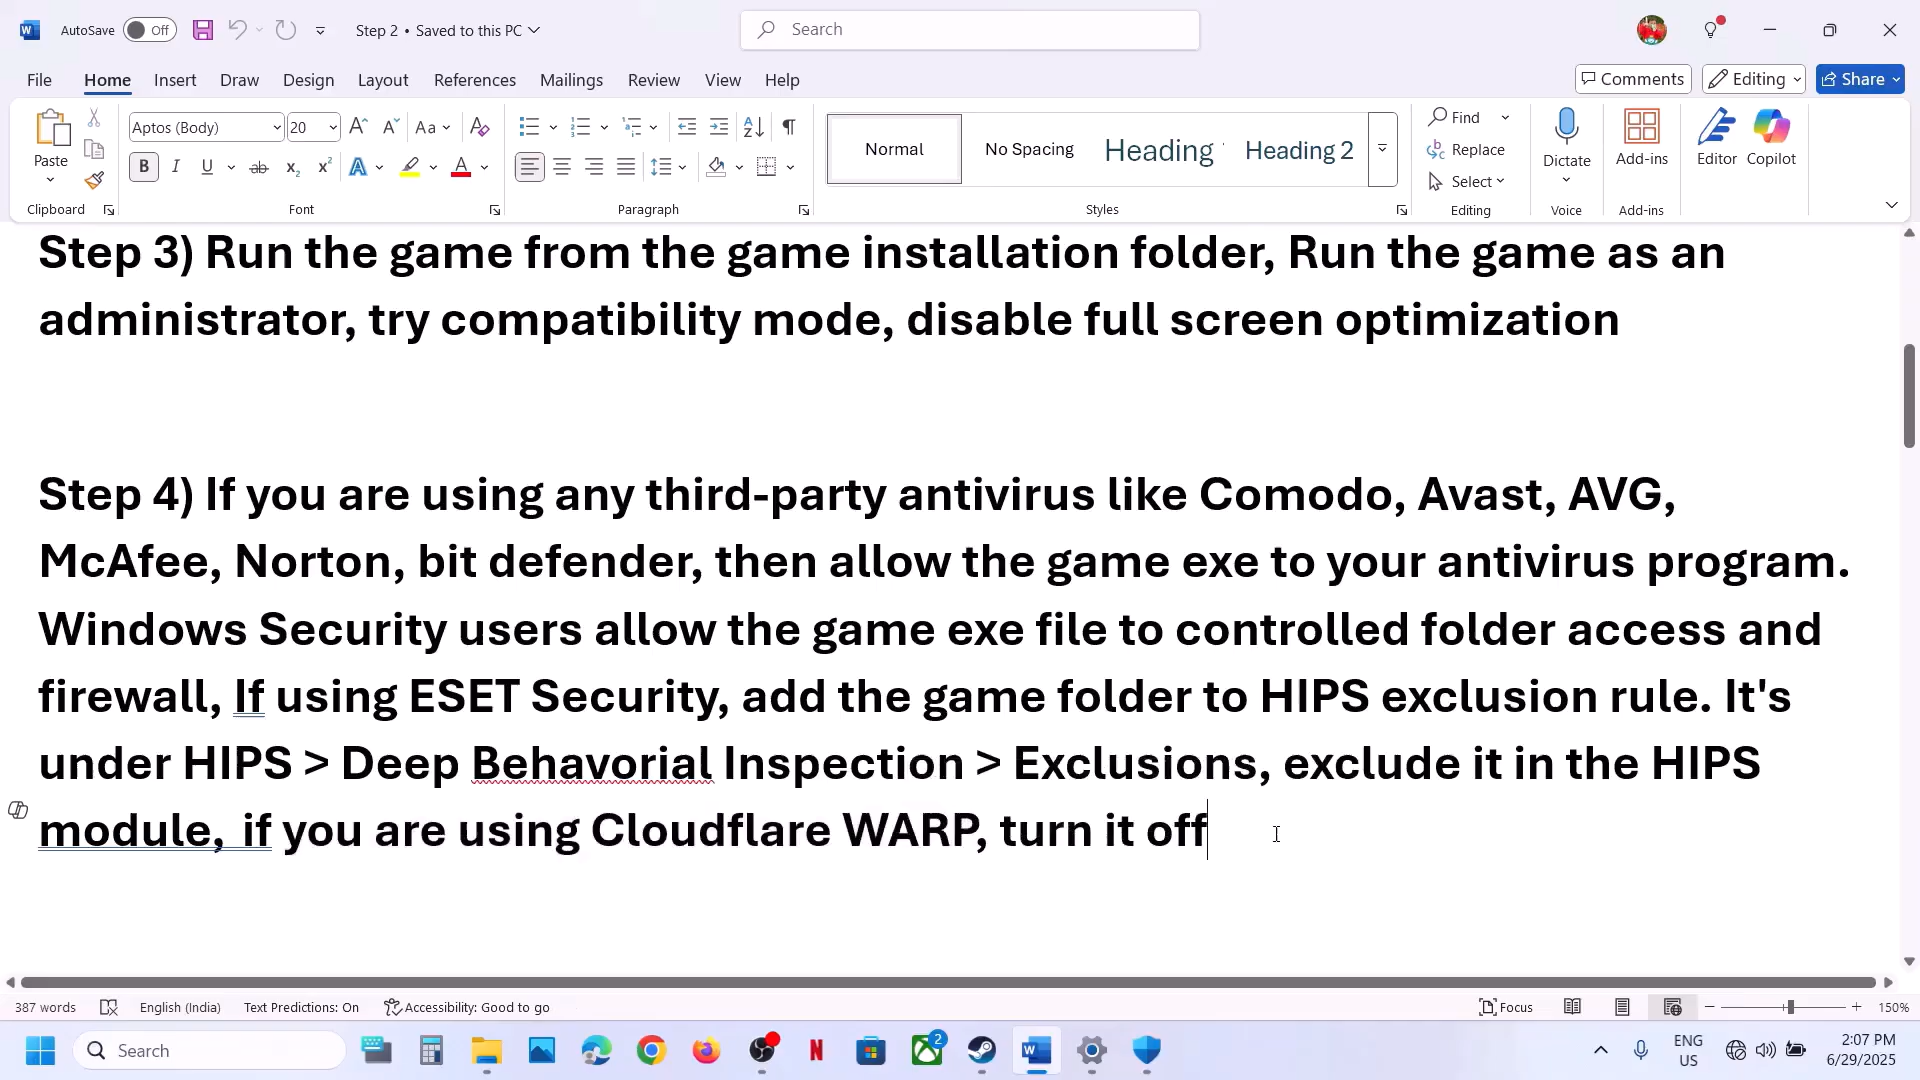 AutoSave Off Step 2 • Saved to this PC Search
File Home Insert Draw Design Layout References Mailings Review View Help Comments Editing Share
Paste Aptos (Body) 20 Aa Normal No Spacing Heading Heading 2 Find Replace Select Dictate Add-ins Editor Copilot
Clipboard Font Paragraph Styles Editing Voice Add-ins
Step 3) Run the game from the game installation folder, Run the game as an
administrator, try compatibility mode, disable full screen optimization
Step 4) If you are using any third-party antivirus like Comodo, Avast, AVG,
McAfee, Norton, bit defender, then allow the game exe to your antivirus program.
Windows Security users allow the game exe file to controlled folder access and
firewall, If using ESET Security, add the game folder to HIPS exclusion rule. It's
under HIPS > Deep Behavorial Inspection > Exclusions, exclude it in the HIPS
module, if you are using Cloudflare WARP, turn it off
387 words English (India) Text Predictions: On Accessibility: Good to go Focus 150%
Search 2 ENG US 2:07 PM 6/29/2025